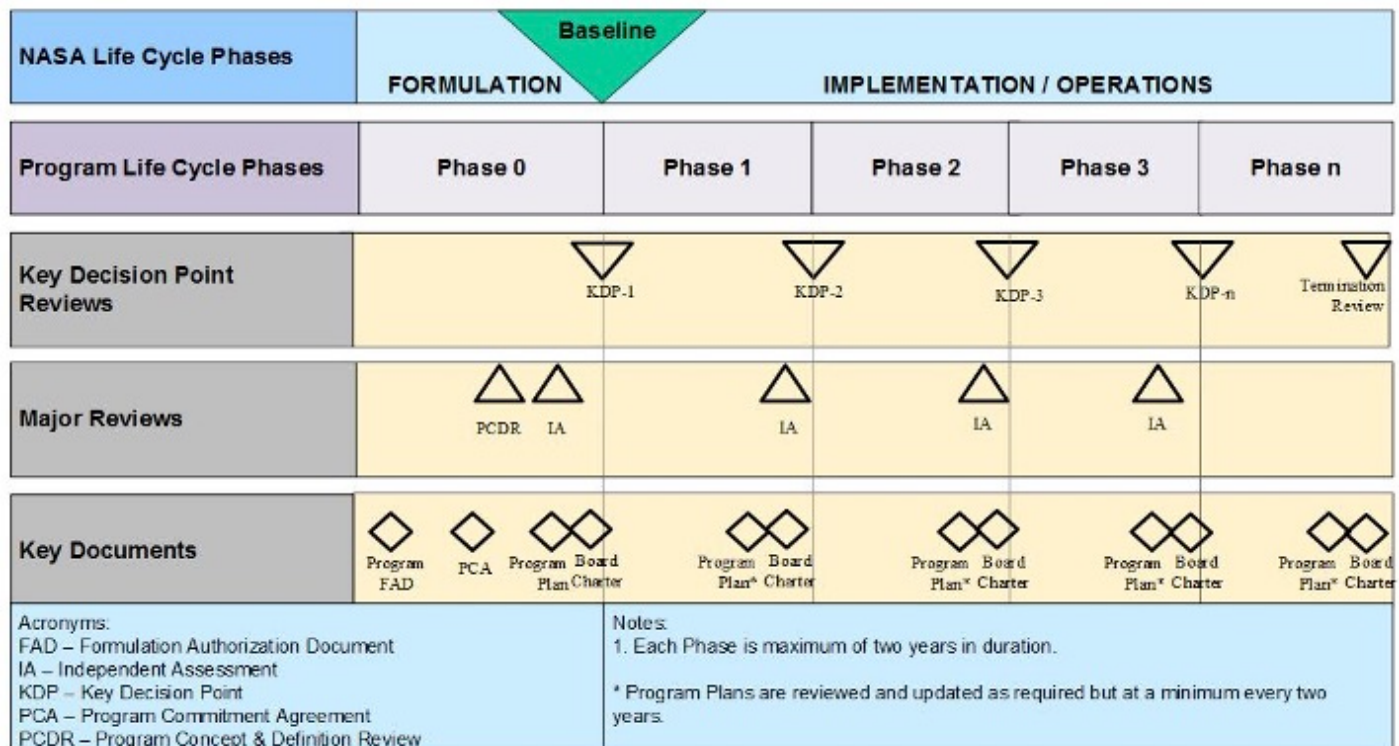 Baseline
NASA Life Cycle Phases
FORMULATION
IMPLEMENTATION / OPERATIONS
Program Life Cycle Phases
Phase 0
Phase 1
Phase 2
Phase 3
Phase n
Key Decision Point
Reviews
KDP-1
KDP-2
KDP-3
KDP-n
Termination
Review
Major Reviews
PCDR
IA
IA
IA
IA
Key Documents
Program
FAD
PCA
Program
Plan
Board
Charter
Program
Plan*
Board
Charter
Program
Plan*
Board
Charter
Program
Plan*
Board
Charter
Program
Plan*
Board
Charter
Acronyms:
FAD – Formulation Authorization Document
IA – Independent Assessment
KDP – Key Decision Point
PCA – Program Commitment Agreement
PCDR – Program Concept & Definition Review
Notes:
1. Each Phase is maximum of two years in duration.
* Program Plans are reviewed and updated as required but at a minimum every two
years.